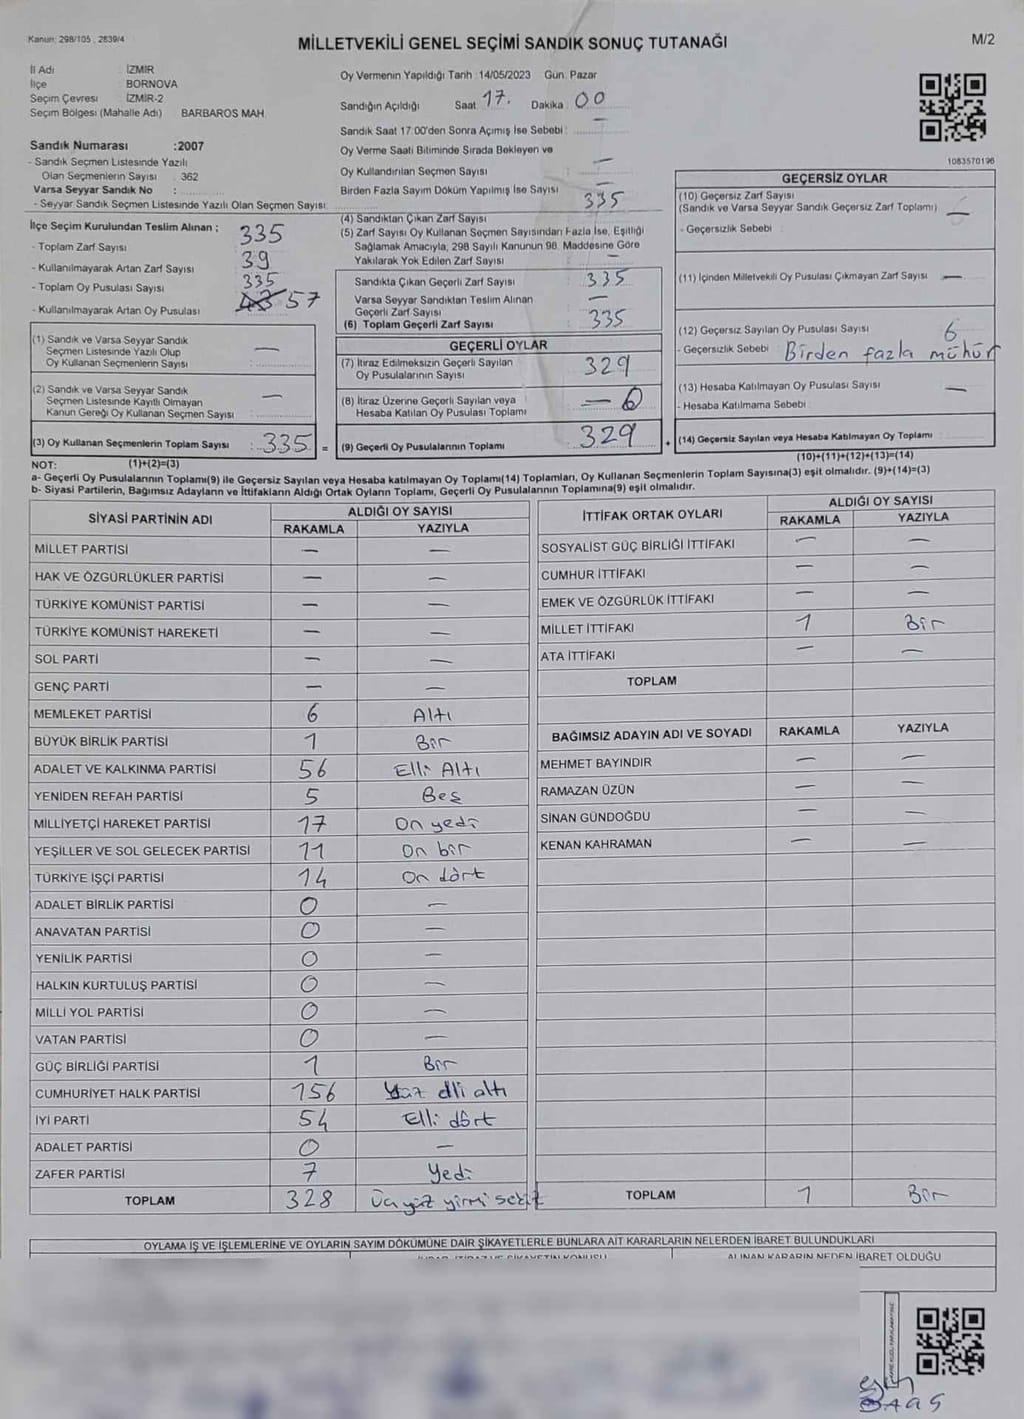 Kanun: 298/105 , 2839/4
MİLLETVEKİLİ GENEL SEÇİMİ SANDIK SONUÇ TUTANAĞI
M/2
İl Adı : İZMİR
İlçe : BORNOVA
Seçim Çevresi : İZMİR-2
Seçim Bölgesi (Mahalle Adı) BARBAROS MAH.
Sandık Numarası :2007
- Sandık Seçmen Listesinde Yazılı
Olan Seçmenlerin Sayısı : 362
Varsa Seyyar Sandık No :
- Seyyar Sandık Seçmen Listesinde Yazılı Olan Seçmen Sayısı:
Oy Vermenin Yapıldığı Tarih :14/05/2023 Gün: Pazar
Sandığın Açıldığı Saat 17. Dakika : 00
Sandık Saat 17:00'den Sonra Açımış İse Sebebi : —
Oy Verme Saati Bitiminde Sırada Bekleyen ve
Oy Kullandırılan Seçmen Sayısı —
Birden Fazla Sayım Döküm Yapılmış İse Sayısı —
1083570196
İlçe Seçim Kurulundan Teslim Alınan ;
- Toplam Zarf Sayısı 335
- Kullanılmayarak Artan Zarf Sayısı 39
- Toplam Oy Pusulası Sayısı 335
- Kullanılmayarak Artan Oy Pusulası 57
(4) Sandıktan Çıkan Zarf Sayısı 335
(5) Zarf Sayısı Oy Kullanan Seçmen Sayısından Fazla İse, Eşitliği
Sağlamak Amacıyla, 298 Sayılı Kanunun 98. Maddesine Göre
Yakılarak Yok Edilen Zarf Sayısı —
Sandıkta Çıkan Geçerli Zarf Sayısı : 335
Varsa Seyyar Sandıktan Teslim Alınan
Geçerli Zarf Sayısı —
(6) Toplam Geçerli Zarf Sayısı 335
GEÇERSİZ OYLAR
(10) Geçersiz Zarf Sayısı
(Sandık ve Varsa Seyyar Sandık Geçersiz Zarf Toplamı) —
- Geçersizlik Sebebi :
(11) İçinden Milletvekili Oy Pusulası Çıkmayan Zarf Sayısı —
(12) Geçersiz Sayılan Oy Pusulası Sayısı 6
- Geçersizlik Sebebi : Birden fazla mühür
(13) Hesaba Katılmayan Oy Pusulası Sayısı —
- Hesaba Katılmama Sebebi :
(14) Geçersiz Sayılan veya Hesaba Katılmayan Oy Toplamı
(10)+(11)+(12)+(13)=(14)
(1) Sandık ve Varsa Seyyar Sandık
Seçmen Listesinde Yazılı Olup
Oy Kullanan Seçmenlerin Sayısı —
(2) Sandık ve Varsa Seyyar Sandık
Seçmen Listesinde Kayıtlı Olmayan
Kanun Gereği Oy Kullanan Seçmen Sayısı —
(3) Oy Kullanan Seçmenlerin Toplam Sayısı 335 =
GEÇERLİ OYLAR
(7) İtiraz Edilmeksizin Geçerli Sayılan
Oy Pusulalarının Sayısı 329
(8) İtiraz Üzerine Geçerli Sayılan veya
Hesaba Katılan Oy Pusulası Toplamı — 0
(9) Geçerli Oy Pusulalarının Toplamı 329 +
NOT: (1)+(2)=(3)
a- Geçerli Oy Pusulalarının Toplamı(9) ile Geçersiz Sayılan veya Hesaba katılmayan Oy Toplamı(14) Toplamları, Oy Kullanan Seçmenlerin Toplam Sayısına(3) eşit olmalıdır. (9)+(14)=(3)
b- Siyasi Partilerin, Bağımsız Adayların ve İttifakların Aldığı Ortak Oyların Toplamı, Geçerli Oy Pusulalarının Toplamına(9) eşit olmalıdır.
SİYASİ PARTİNİN ADI ALDIĞI OY SAYISI
RAKAMLA YAZIYLA
MİLLET PARTİSİ — —
HAK VE ÖZGÜRLÜKLER PARTİSİ — —
TÜRKİYE KOMÜNİST PARTİSİ — —
TÜRKİYE KOMÜNİST HAREKETİ — —
SOL PARTİ — —
GENÇ PARTİ — —
MEMLEKET PARTİSİ 6 Altı
BÜYÜK BİRLİK PARTİSİ 1 Bir
ADALET VE KALKINMA PARTİSİ 56 Elli Altı
YENİDEN REFAH PARTİSİ 5 Beş
MİLLİYETÇİ HAREKET PARTİSİ 17 On yedi
YEŞİLLER VE SOL GELECEK PARTİSİ 11 On bir
TÜRKİYE İŞÇİ PARTİSİ 14 On dört
ADALET BİRLİK PARTİSİ 0 —
ANAVATAN PARTİSİ 0 —
YENİLİK PARTİSİ 0 —
HALKIN KURTULUŞ PARTİSİ 0 —
MİLLİ YOL PARTİSİ 0 —
VATAN PARTİSİ 0 —
GÜÇ BİRLİĞİ PARTİSİ 1 Bir
CUMHURİYET HALK PARTİSİ 156 Yüz elli altı
İYİ PARTİ 54 Elli dört
ADALET PARTİSİ 0 —
ZAFER PARTİSİ 7 Yedi
TOPLAM 328 Üç yüz yirmi sekiz
İTTİFAK ORTAK OYLARI ALDIĞI OY SAYISI
RAKAMLA YAZIYLA
SOSYALİST GÜÇ BİRLİĞİ İTTİFAKI — —
CUMHUR İTTİFAKI — —
EMEK VE ÖZGÜRLÜK İTTİFAKI — —
MİLLET İTTİFAKI 1 Bir
ATA İTTİFAKI — —
TOPLAM
BAĞIMSIZ ADAYIN ADI VE SOYADI RAKAMLA YAZIYLA
MEHMET BAYINDIR — —
RAMAZAN ÜZÜN — —
SİNAN GÜNDOĞDU — —
KENAN KAHRAMAN — —
TOPLAM 1 Bir
OYLAMA İŞ VE İŞLEMLERİNE VE OYLARIN SAYIM DÖKÜMÜNE DAİR ŞİKAYETLERLE BUNLARA AİT KARARLARIN NELERDEN İBARET BULUNDUKLARI
ALINAN KARARIN NEDEN İBARET OLDUĞU